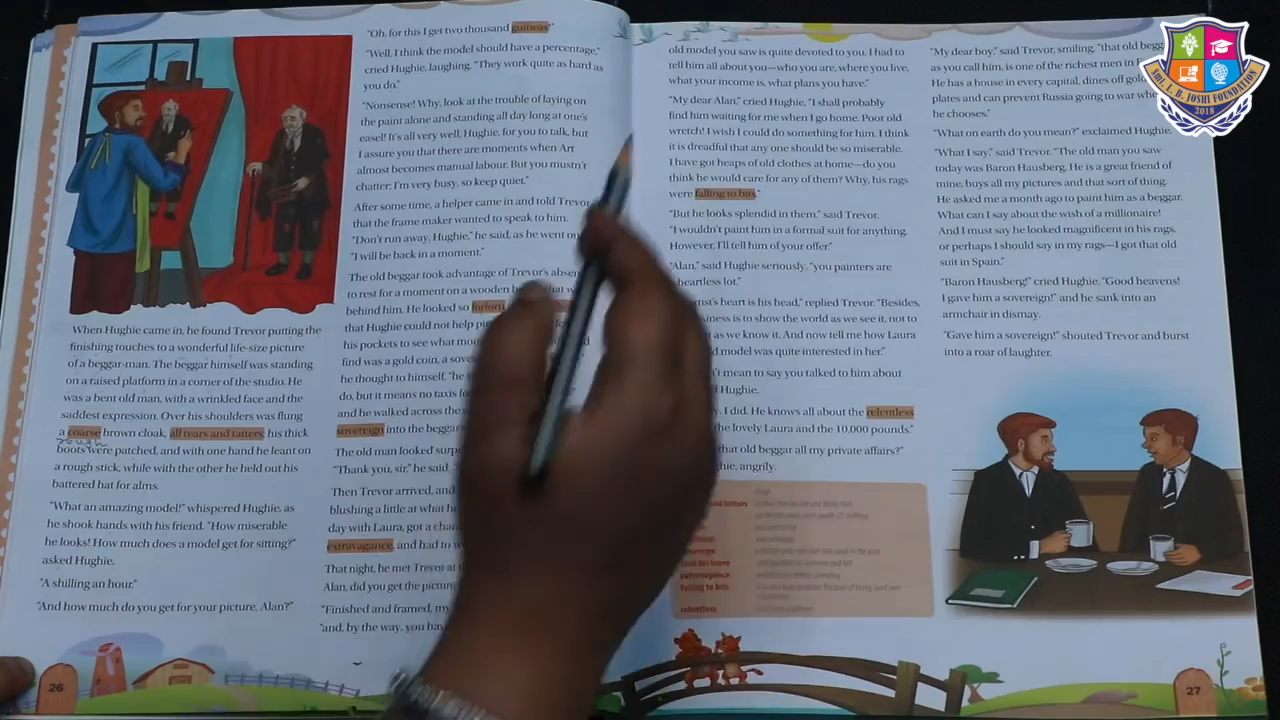 "Oh, for this I get two thousand guineas!"
"Well, I think the model should have a percentage,"
cried Hughie, laughing. "They work quite as hard as
you do."
"Nonsense! Why, look at the trouble of laying on
the paint alone and standing all day long at one's
easel! It's all very well, Hughie, for you to talk, but
I assure you that there are moments when Art
almost becomes manual labour. But you mustn't
chatter; I'm very busy, so keep quiet."
After some time, a helper came in and told Trevor
that the frame maker wanted to speak to him.
"Don't run away, Hughie," he said, as he went
"I will be back in a moment."
The old beggar took advantage of Trevor's
to rest for a moment on a wooden
behind him. He looked so forlorn
that Hughie could not help
his pockets to see what
find was a gold coin, a
he thought to himself, "he
do, but it means no taxis
and he walked across the
sovereign into the
The old man looked
"Thank you, sir," he said
Then Trevor arrived, and
blushing a little at what
day with Laura, got a
extravagance, and had to
That night, he met Trevor at
Alan, did you get the
"Finished and framed,
"and, by the way, you
When Hughie came in, he found Trevor putting the
finishing touches to a wonderful life-size picture
of a beggar-man. The beggar himself was standing
on a raised platform in a corner of the studio. He
was a bent old man, with a wrinkled face and the
saddest expression. Over his shoulders was flung
a coarse brown cloak, all tears and tatters; his thick
rough
boots were patched, and with one hand he leant on
a rough stick, while with the other he held out his
battered hat for alms.
"What an amazing model!" whispered Hughie, as
he shook hands with his friend. "How miserable
he looks! How much does a model get for sitting?"
asked Hughie.
"A shilling an hour."
"And how much do you get for your picture, Alan?"
26
old model you saw is quite devoted to you. I had to
tell him all about you—who you are, where you live,
what your income is, what plans you have."
"My dear Alan," cried Hughie, "I shall probably
find him waiting for me when I go home. Poor old
wretch! I wish I could do something for him. I think
it is dreadful that any one should be so miserable.
I have got heaps of old clothes at home—do you
think he would care for any of them? Why, his rags
were falling to bits."
"But he looks splendid in them," said Trevor.
"I wouldn't paint him in a formal suit for anything.
However, I'll tell him of your offer."
"Alan," said Hughie seriously, "you painters are
heartless lot."
heart is his head," replied Trevor. "Besides,
is to show the world as we see it, not to
as we know it. And now tell me how Laura
model was quite interested in her."
mean to say you talked to him about
Hughie.
I did. He knows all about the relentless
the lovely Laura and the 10,000 pounds."
that old beggar all my private affairs?"
angrily.
took his leave
extravagance
falling to bits
relentless
"My dear boy," said Trevor, smiling, "that old
as you call him, is one of the richest men in
He has a house in every capital, dines off
plates and can prevent Russia going to war
he chooses."
"What on earth do you mean?" exclaimed Hughie.
"What I say," said Trevor. "The old man you saw
today was Baron Hausberg. He is a great friend of
mine, buys all my pictures and that sort of thing.
He asked me a month ago to paint him as a beggar.
What can I say about the wish of a millionaire!
And I must say he looked magnificent in his rags,
or perhaps I should say in my rags—I got that old
suit in Spain."
"Baron Hausberg!" cried Hughie. "Good heavens!
I gave him a sovereign!" and he sank into an
armchair in dismay.
"Gave him a sovereign!" shouted Trevor and burst
into a roar of laughter.
27
SMT. L. B. JOSHI FOUNDATION
2018